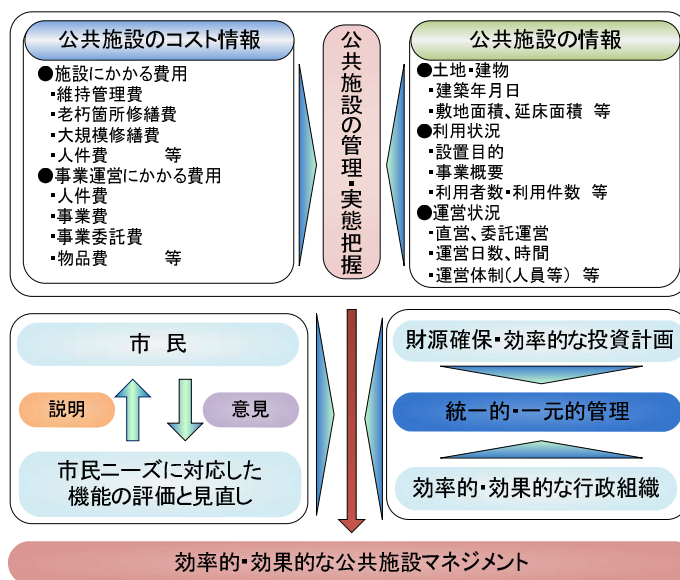 公共施設のコスト情報
●施設にかかる費用
・維持管理費
・老朽箇所修繕費
・大規模修繕費
・人件費　　　等
●事業運営にかかる費用
・人件費
・事業費
・事業委託費
・物品費　　　等
公共施設の管理・実態把握
公共施設の情報
●土地・建物
・建築年月日
・敷地面積、延床面積　等
●利用状況
・設置目的
・事業概要
・利用者数・利用件数　等
●運営状況
・直営、委託運営
・運営日数、時間
・運営体制(人員等)　等
市　民
説明
意見
市民ニーズに対応した
機能の評価と見直し
財源確保・効率的な投資計画
統一的・一元的管理
効率的・効果的な行政組織
効率的・効果的な公共施設マネジメント